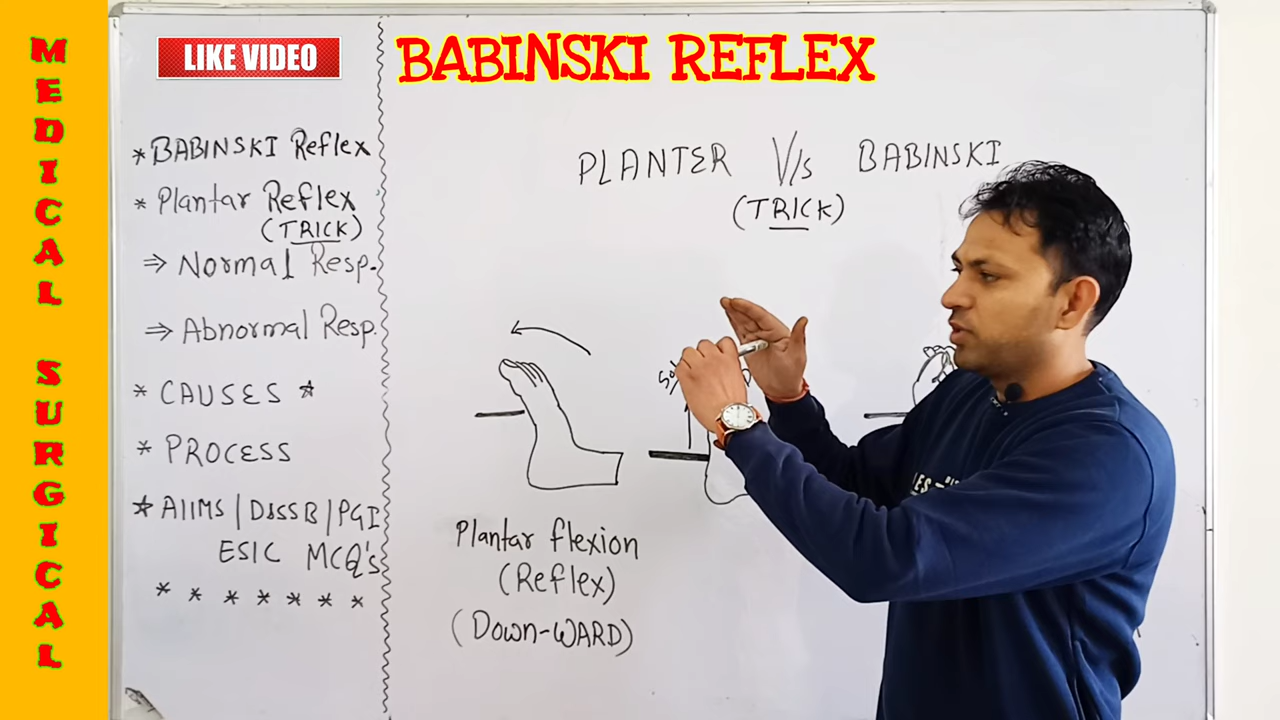 MEDICAL SURGICAL
LIKE VIDEO
BABINSKI REFLEX
* BABINSKI Reflex
* Plantar Reflex
(TRICK)
⇒ Normal Resp.
⇒ Abnormal Resp.
* CAUSES *
* PROCESS
* AIIMS / DSSSB / PGI
ESIC MCQ's
* * * * * * *
PLANTER V/s BABINSKI
(TRICK)
Plantar flexion
(Reflex)
(DOWN-WARD)